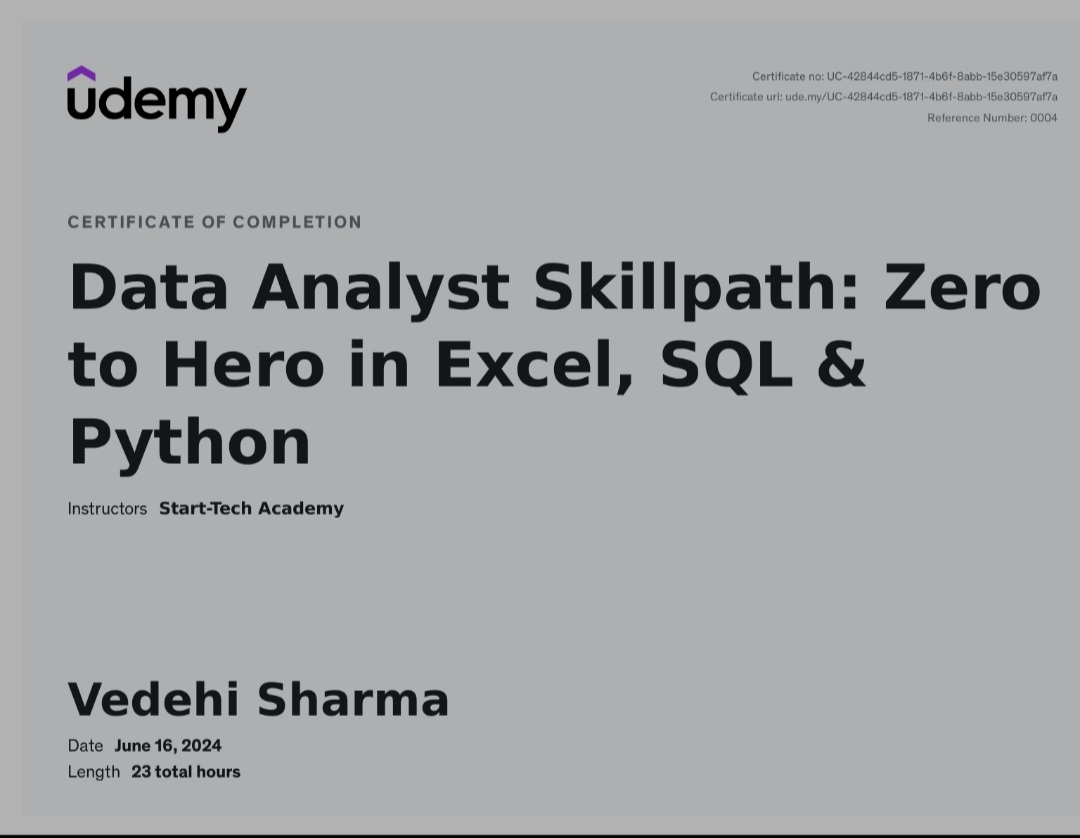 udemy
Certificate no: UC-42844cd5-1871-4b6f-8abb-15e30597af7a
Certificate url: ude.my/UC-42844cd5-1871-4b6f-8abb-15e30597af7a
Reference Number: 0004
CERTIFICATE OF COMPLETION
Data Analyst Skillpath: Zero
to Hero in Excel, SQL &
Python
Instructors Start-Tech Academy
Vedehi Sharma
Date June 16, 2024
Length 23 total hours